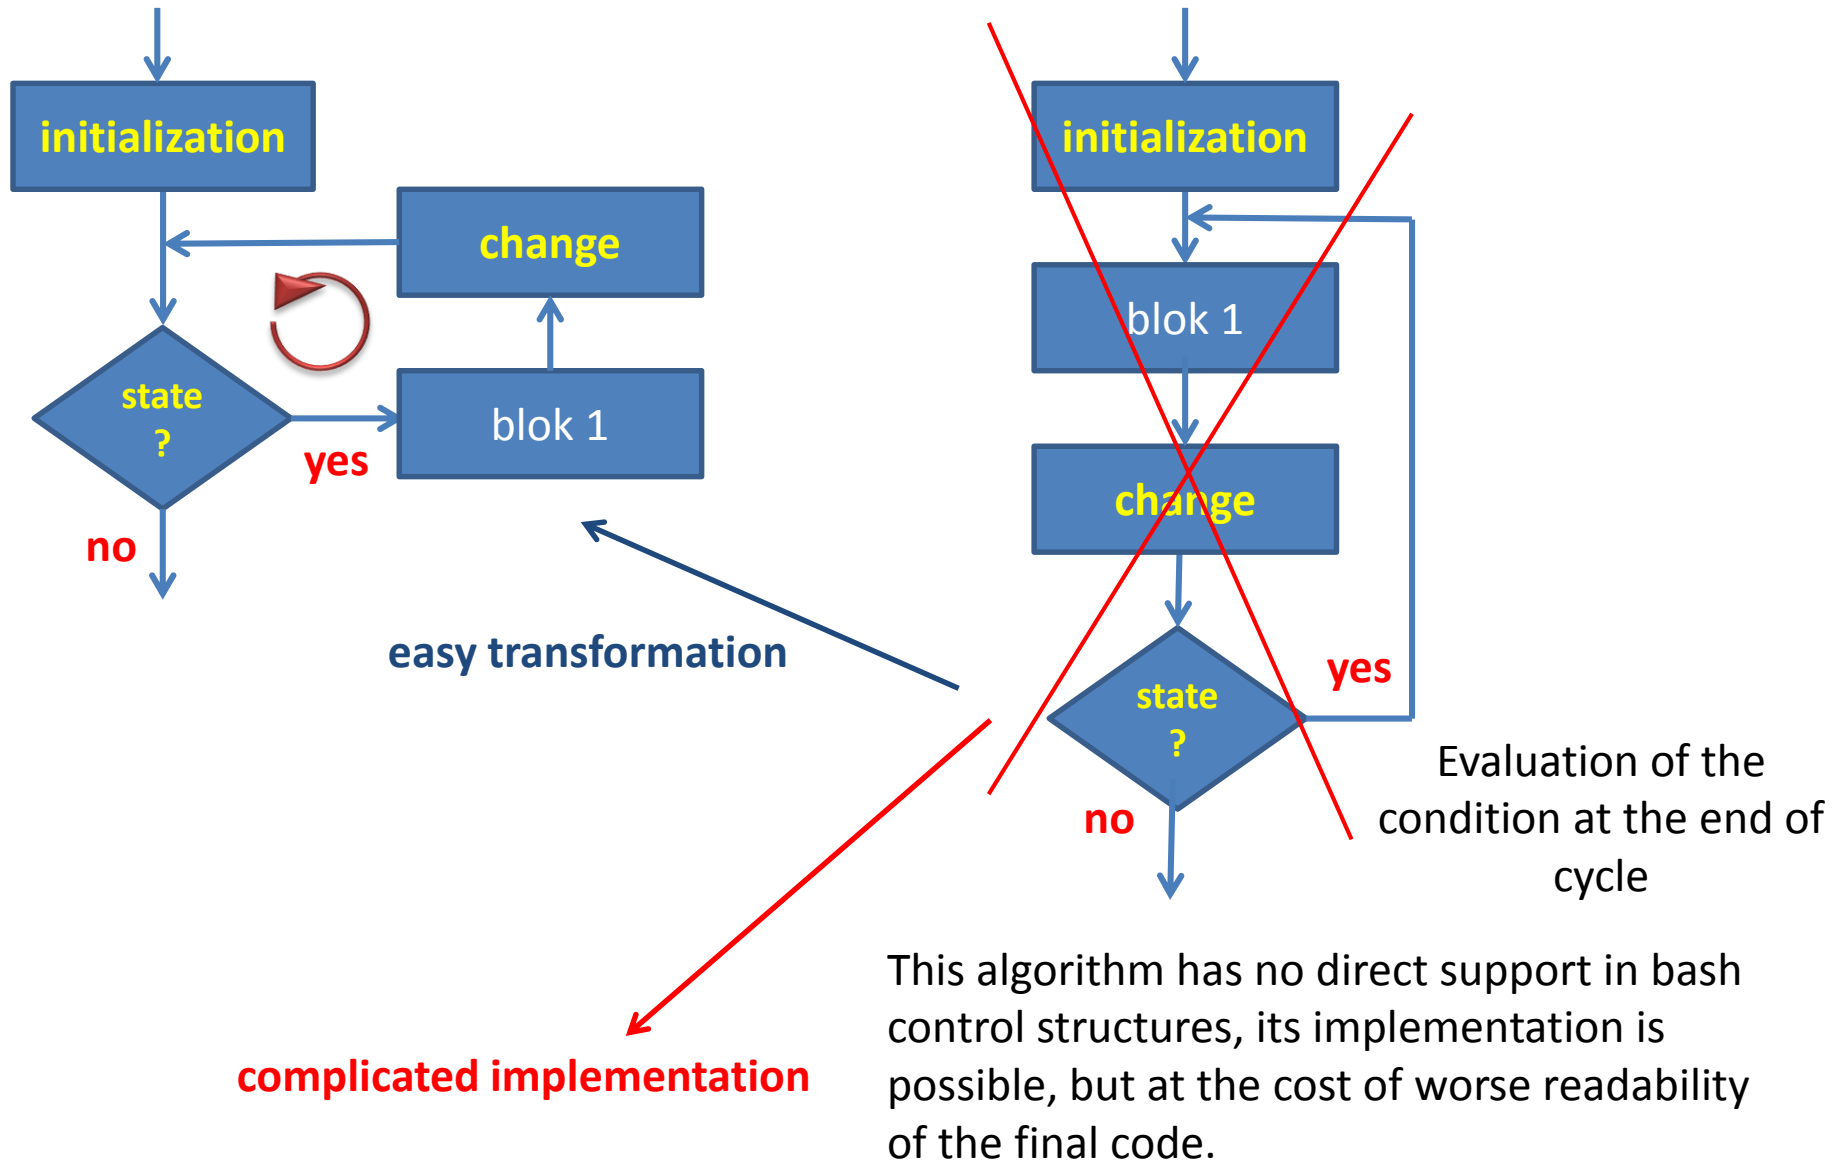 initialization
change
state
?
yes
blok 1
no
easy transformation
complicated implementation
initialization
blok 1
change
state
?
yes
no
Evaluation of the
condition at the end of
cycle
This algorithm has no direct support in bash
control structures, its implementation is
possible, but at the cost of worse readability
of the final code.